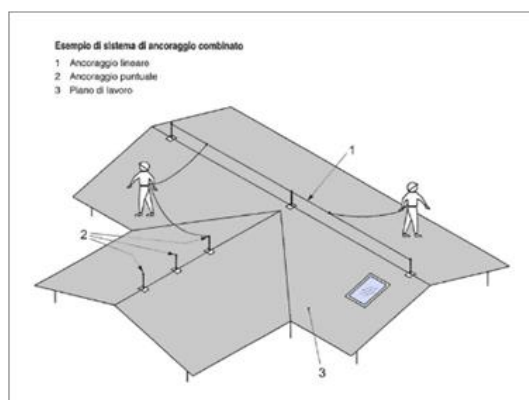 Esempio di sistema di ancoraggio combinato
1 Ancoraggio lineare
2 Ancoraggio puntuale
3 Piano di lavoro
1
2
3